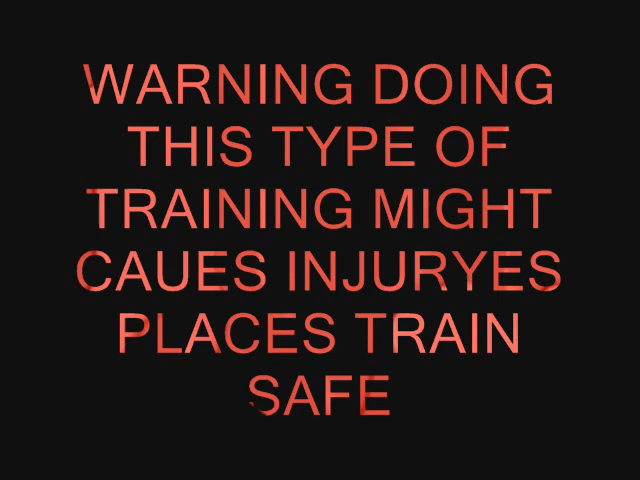 WARNING DOING
THIS TYPE OF
TRAINING MIGHT
CAUES INJURYES
PLACES TRAIN
SAFE